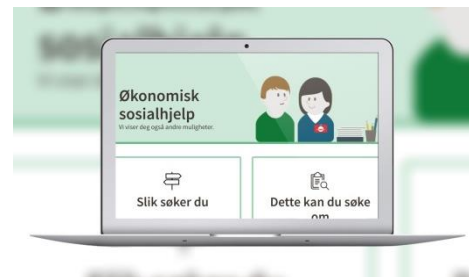 Økonomisk
sosialhjelp
Vi viser deg også andre muligheter.
Slik søker du
Dette kan du søke
om